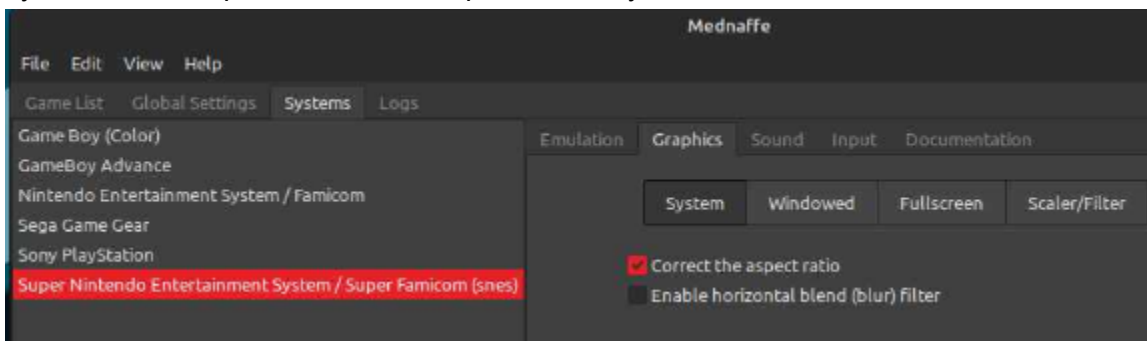 Mednaffe
File Edit View Help
Game List Global Settings Systems Logs
Game Boy (Color)
GameBoy Advance
Nintendo Entertainment System / Famicom
Sega Game Gear
Sony PlayStation
Super Nintendo Entertainment System / Super Famicom (snes)
Emulation Graphics Sound Input Documentation
System Windowed Fullscreen Scaler/Filter
Correct the aspect ratio
Enable horizontal blend (blur) filter